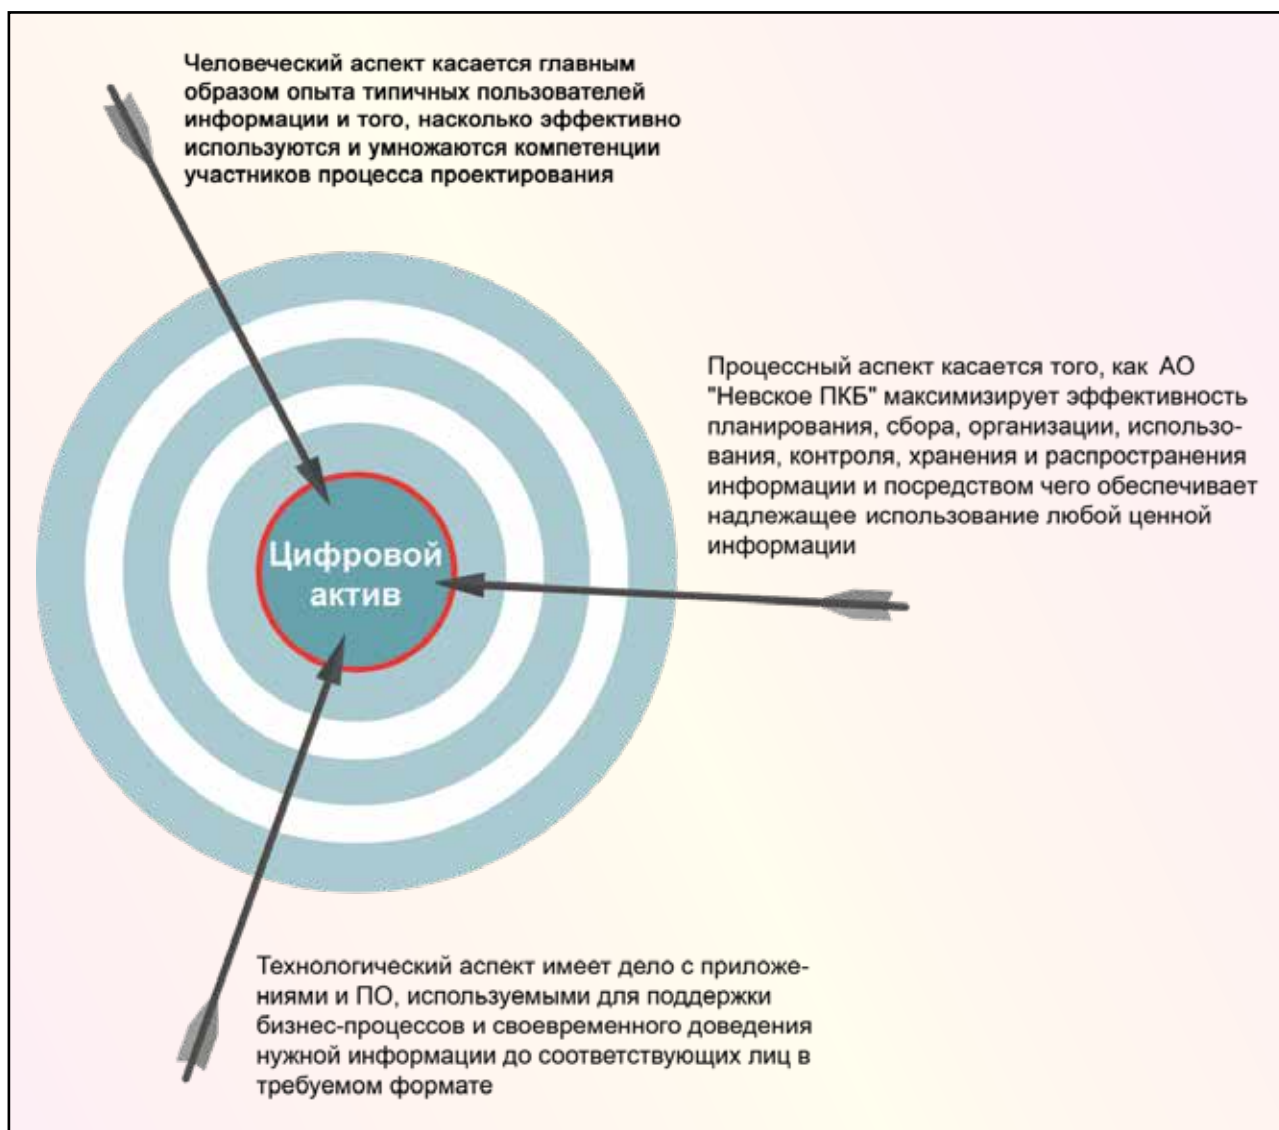 Человеческий аспект касается главным
образом опыта типичных пользователей
информации и того, насколько эффективно
используются и умножаются компетенции
участников процесса проектирования
Процессный аспект касается того, как АО
"Невское ПКБ" максимизирует эффективность
планирования, сбора, организации, использо-
вания, контроля, хранения и распространения
информации и посредством чего обеспечивает
надлежащее использование любой ценной
информации
Цифровой
актив
Технологический аспект имеет дело с приложе-
ниями и ПО, используемыми для поддержки
бизнес-процессов и своевременного доведения
нужной информации до соответствующих лиц в
требуемом формате